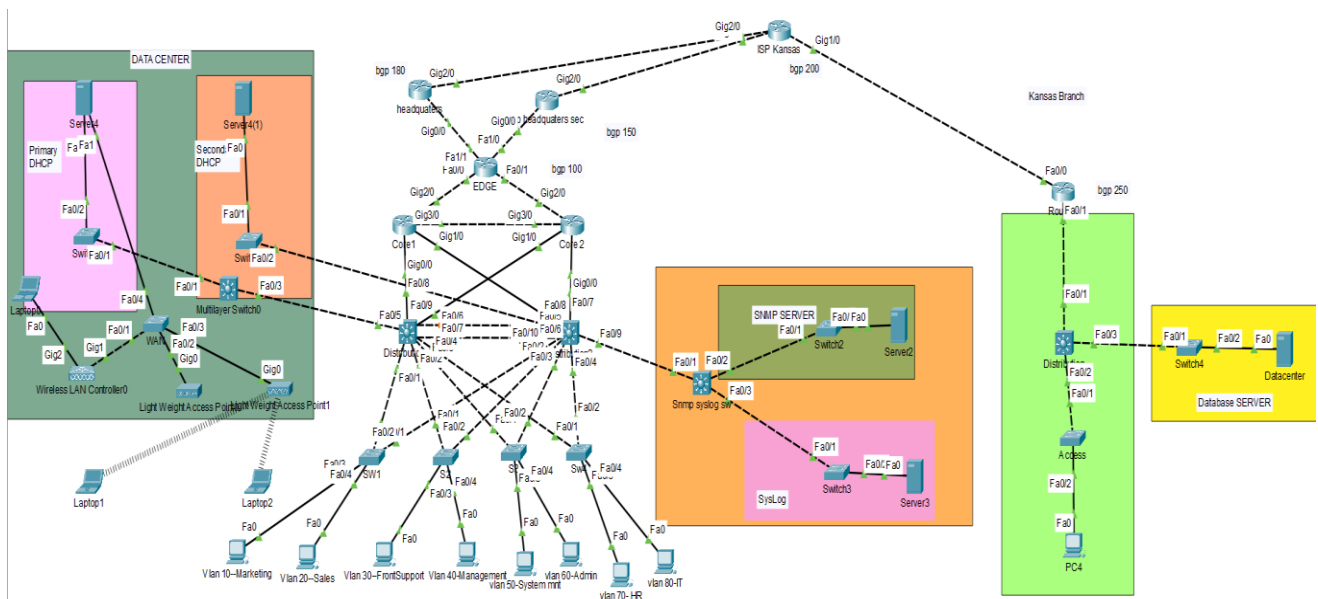 DATA CENTER
Server4
Fa1
Primary
DHCP
Fa0/2
Fa0/1
Server4(1)
Fa0
DHCP
Fa0/1
Fa0/2
Fa0/1
Fa0/3
Multilayer Switch0
Fa0
Fa0/4
Fa0/1
Fa0/3
Fa0/2
Gig2
Gig1
Gig0
Gig0
Wireless LAN Controller0
Light Weight Access Point1
Laptop1
Laptop2
bgp 180
Gig2/0
Gig2/0
headquaters
Gig0/0
Gig2/0
headquaters sec
Gig0/0
bgp 150
Fa1/0
Fa1/1
Fa0/0
Fa0/1
EDGE
bgp 100
Gig2/0
Gig2/0
Gig3/0
Gig3/0
Core1
Core 2
Gig1/0
Gig1/0
Gig0/0
Gig0/0
Fa0/8
Fa0/9
Fa0/8
Fa0/7
Fa0/5
Fa0/7
Fa0/4
Fa0/10
Fa0/6
Fa0/9
Fa0/3
Fa0/4
Fa0/1
Fa0/1
Fa0/2
Fa0/2
Fa0/2
Fa0/1
SW1
Fa0/4
Fa0/3
Fa0/4
Fa0/4
Fa0/4
Fa0
Fa0
Fa0
Fa0
Fa0
Fa0
Fa0
Fa0
Vlan 10--Marketing
Vlan 20--Sales
Vlan 30--FrontSupport
Vlan 40-Management
vlan 50-System mnt
vlan 60-Admin
vlan 70- HR
vlan 80-IT
ISP Kansas
Gig2/0
Gig1/0
bgp 200
Kansas Branch
Fa0/0
bgp 250
Fa0/1
SNMP SERVER
Fa0/1
Switch2
Server2
Fa0/1
Fa0/2
Fa0/3
Snmp syslog sw
Fa0/1
Fa0
Switch3
Server3
SysLog
Fa0/1
Fa0/3
Fa0/2
Fa0/1
Access
Fa0/2
Fa0
PC4
Fa0/1
Fa0/2
Fa0
Switch4
Datacenter
Database SERVER